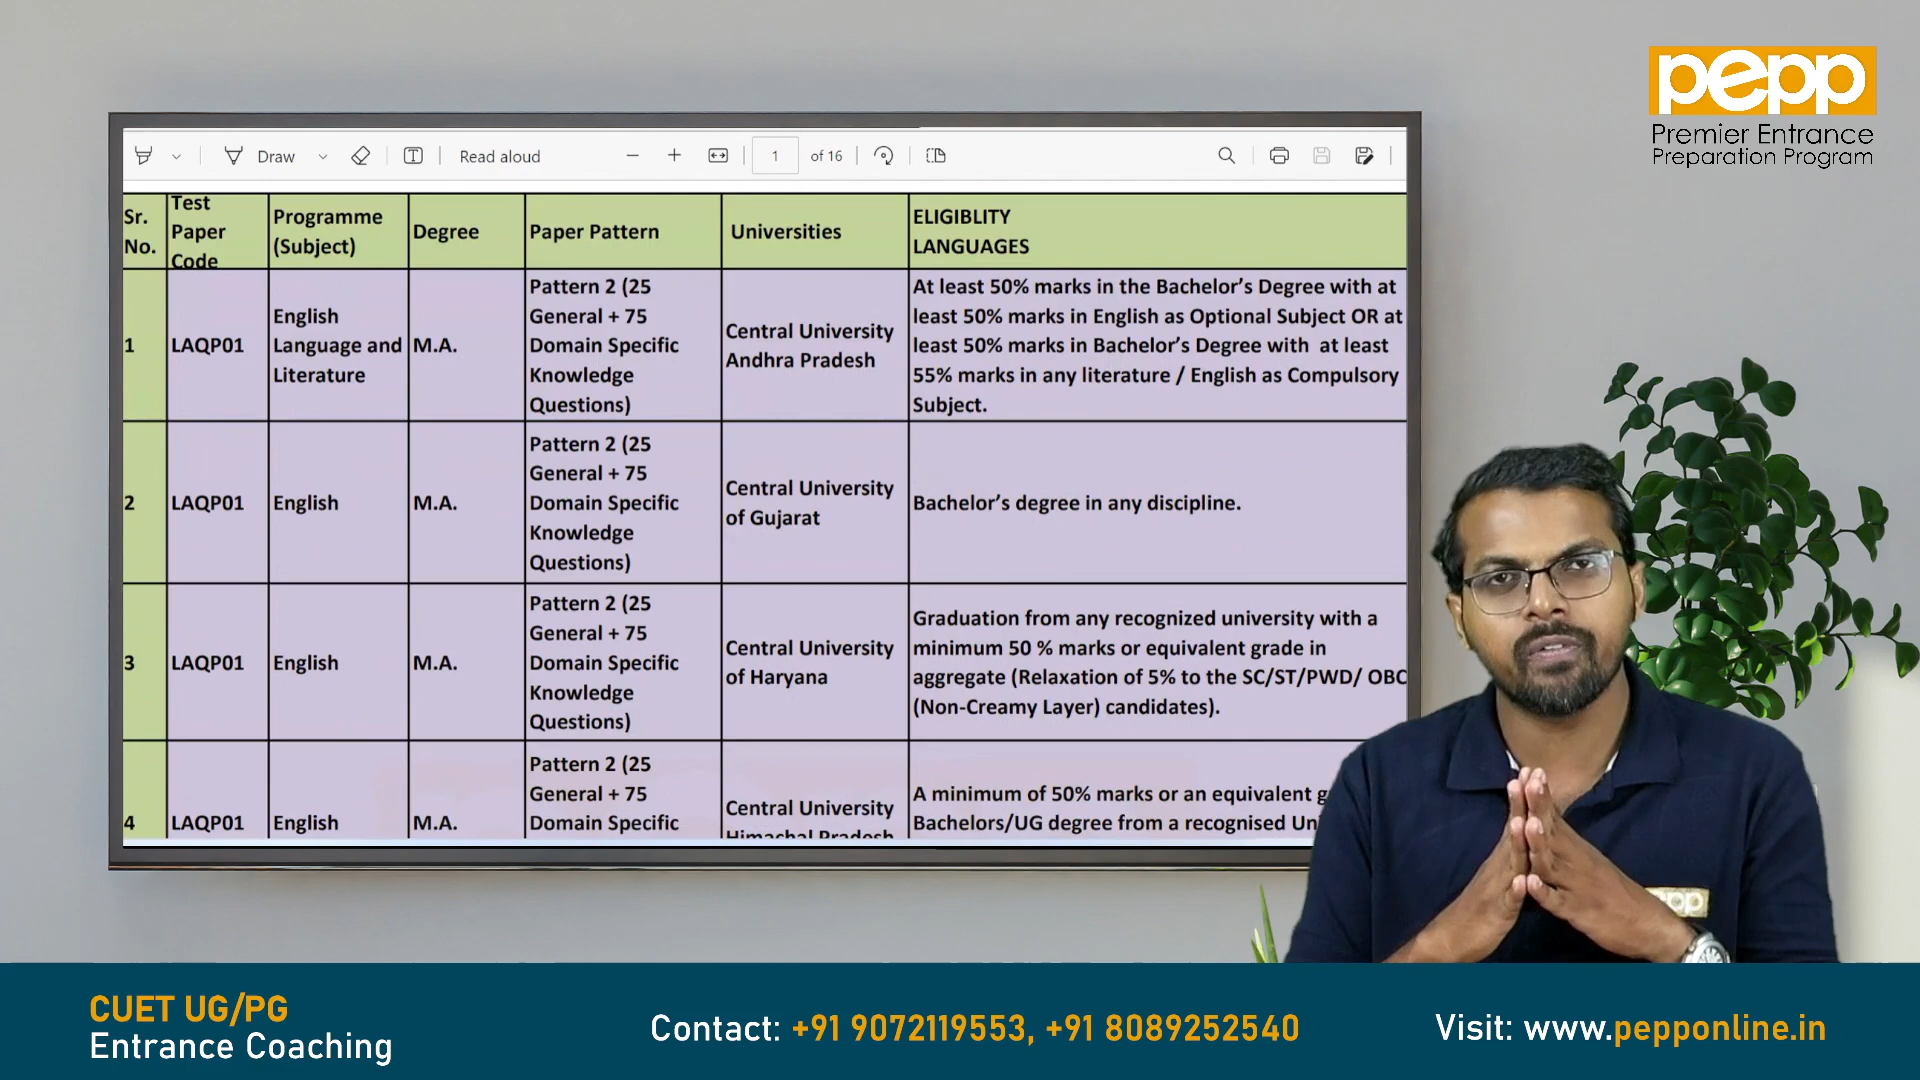 pepp
Premier Entrance
Preparation Program
Draw
Read aloud
1
of 16
Sr.
No.
Test
Paper
Code
Programme
(Subject)
Degree
Paper Pattern
Universities
ELIGIBLITY
LANGUAGES
1
LAQP01
English
Language and
Literature
M.A.
Pattern 2 (25
General + 75
Domain Specific
Knowledge
Questions)
Central University
Andhra Pradesh
At least 50% marks in the Bachelor’s Degree with at
least 50% marks in English as Optional Subject OR at
least 50% marks in Bachelor’s Degree with at least
55% marks in any literature / English as Compulsory
Subject.
2
LAQP01
English
M.A.
Pattern 2 (25
General + 75
Domain Specific
Knowledge
Questions)
Central University
of Gujarat
Bachelor’s degree in any discipline.
3
LAQP01
English
M.A.
Pattern 2 (25
General + 75
Domain Specific
Knowledge
Questions)
Central University
of Haryana
Graduation from any recognized university with a
minimum 50 % marks or equivalent grade in
aggregate (Relaxation of 5% to the SC/ST/PWD/ OBC
(Non-Creamy Layer) candidates).
4
LAQP01
English
M.A.
Pattern 2 (25
General + 75
Domain Specific
Central University
Himachal Pradesh
A minimum of 50% marks or an equivalent
Bachelors/UG degree from a recognised
CUET UG/PG
Entrance Coaching
Contact: +91 9072119553, +91 8089252540
Visit: www.pepponline.in